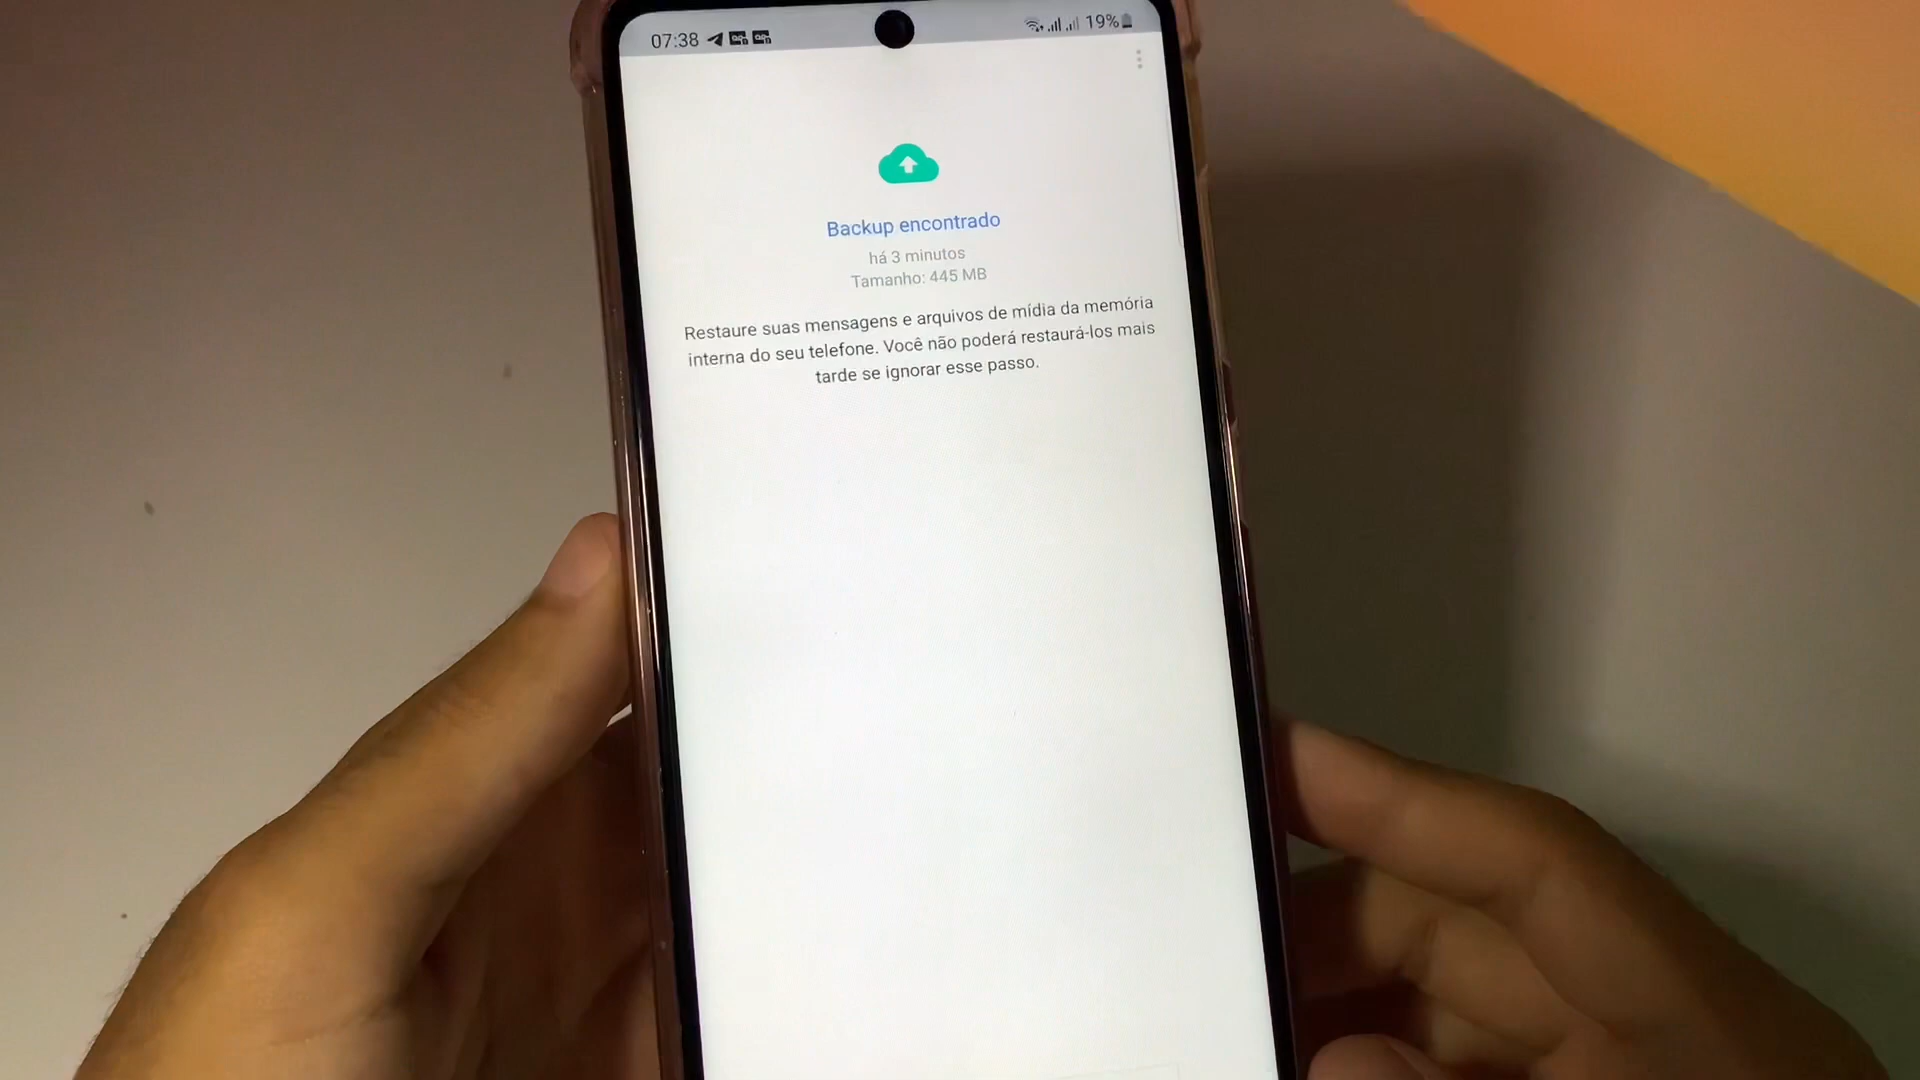 07:38 19%
Backup encontrado
há 3 minutos
Tamanho: 445 MB
Restaure suas mensagens e arquivos de mídia da memória
interna do seu telefone. Você não poderá restaurá-los mais
tarde se ignorar esse passo.